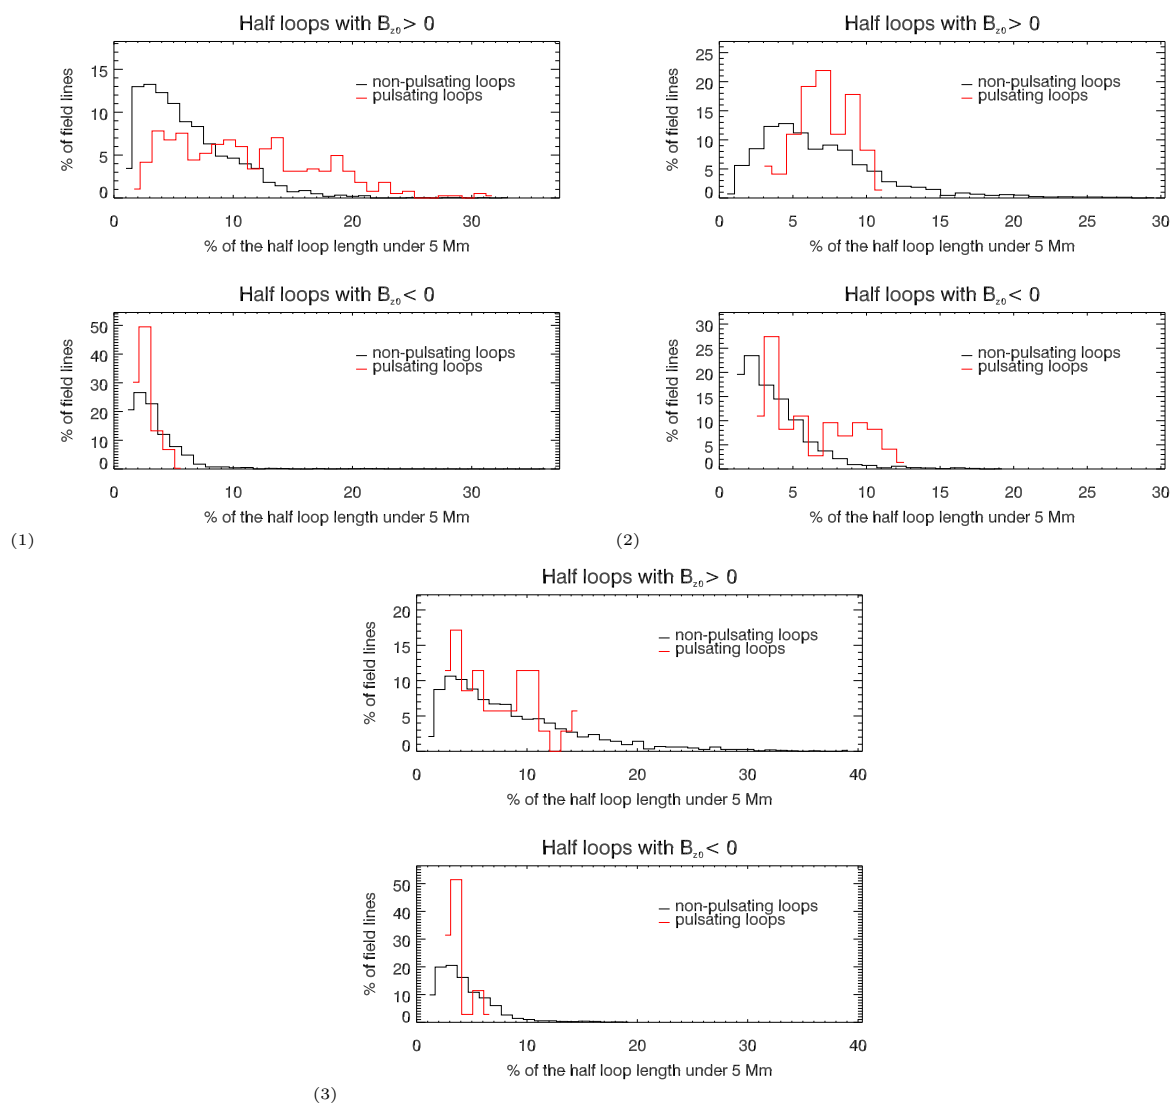 Half loops with B_z0 > 0
% of field lines
15
10
5
0
non-pulsating loops
pulsating loops
0 10 20 30
% of the half loop length under 5 Mm
Half loops with B_z0 < 0
% of field lines
50
40
30
20
10
0
non-pulsating loops
pulsating loops
0 10 20 30
% of the half loop length under 5 Mm
(1)
Half loops with B_z0 > 0
% of field lines
25
20
15
10
5
0
non-pulsating loops
pulsating loops
0 5 10 15 20 25 30
% of the half loop length under 5 Mm
Half loops with B_z0 < 0
% of field lines
30
25
20
15
10
5
0
non-pulsating loops
pulsating loops
0 5 10 15 20 25 30
% of the half loop length under 5 Mm
(2)
Half loops with B_z0 > 0
% of field lines
20
15
10
5
0
non-pulsating loops
pulsating loops
0 10 20 30 40
% of the half loop length under 5 Mm
Half loops with B_z0 < 0
% of field lines
50
40
30
20
10
0
non-pulsating loops
pulsating loops
0 10 20 30 40
% of the half loop length under 5 Mm
(3)